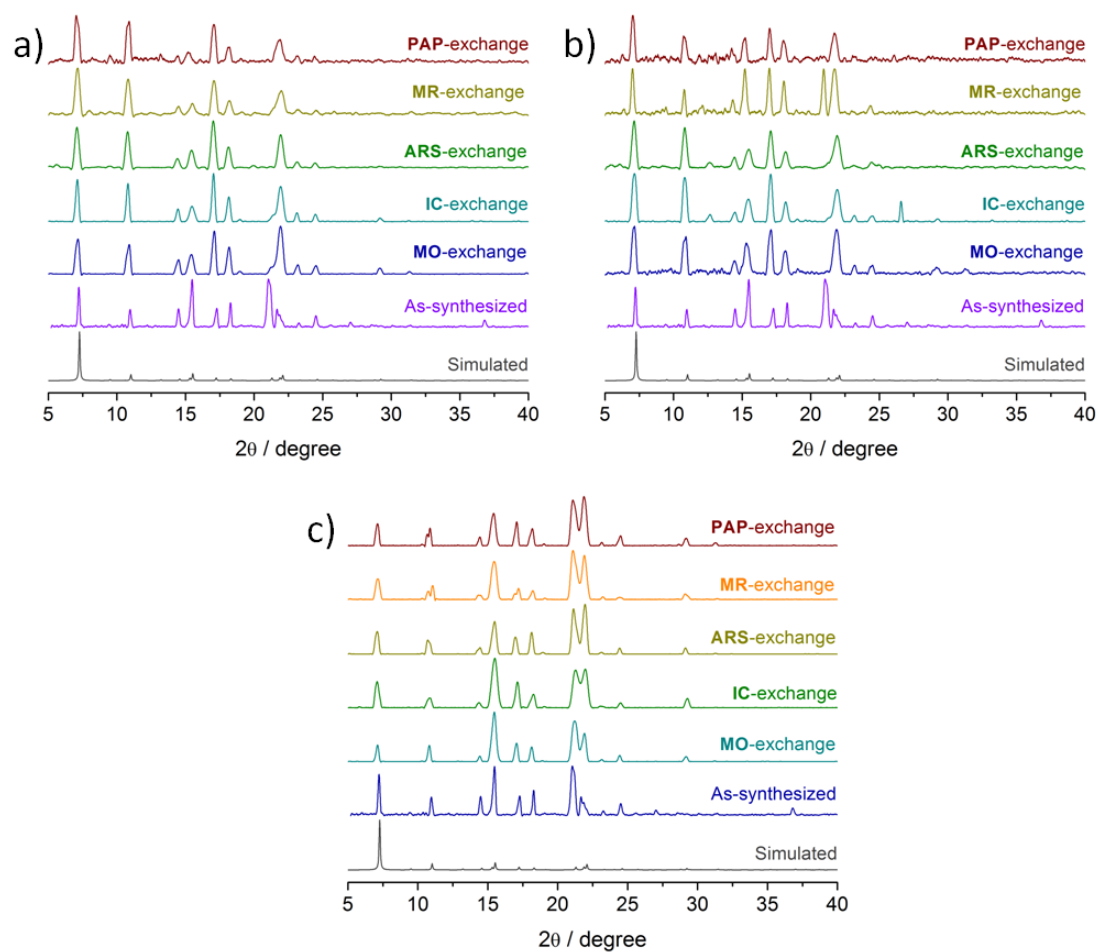 a)
PAP-exchange
MR-exchange
ARS-exchange
IC-exchange
MO-exchange
As-synthesized
Simulated
5 10 15 20 25 30 35 40
2θ / degree
b)
PAP-exchange
MR-exchange
ARS-exchange
IC-exchange
MO-exchange
As-synthesized
Simulated
5 10 15 20 25 30 35 40
2θ / degree
c)
PAP-exchange
MR-exchange
ARS-exchange
IC-exchange
MO-exchange
As-synthesized
Simulated
5 10 15 20 25 30 35 40
2θ / degree